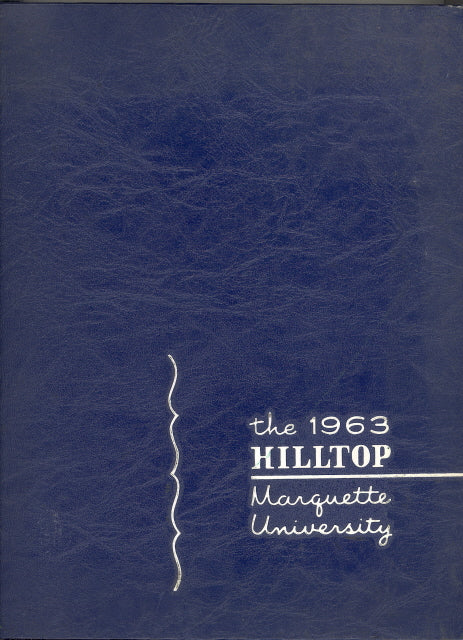 the 1963
HILLTOP
Marquette
University